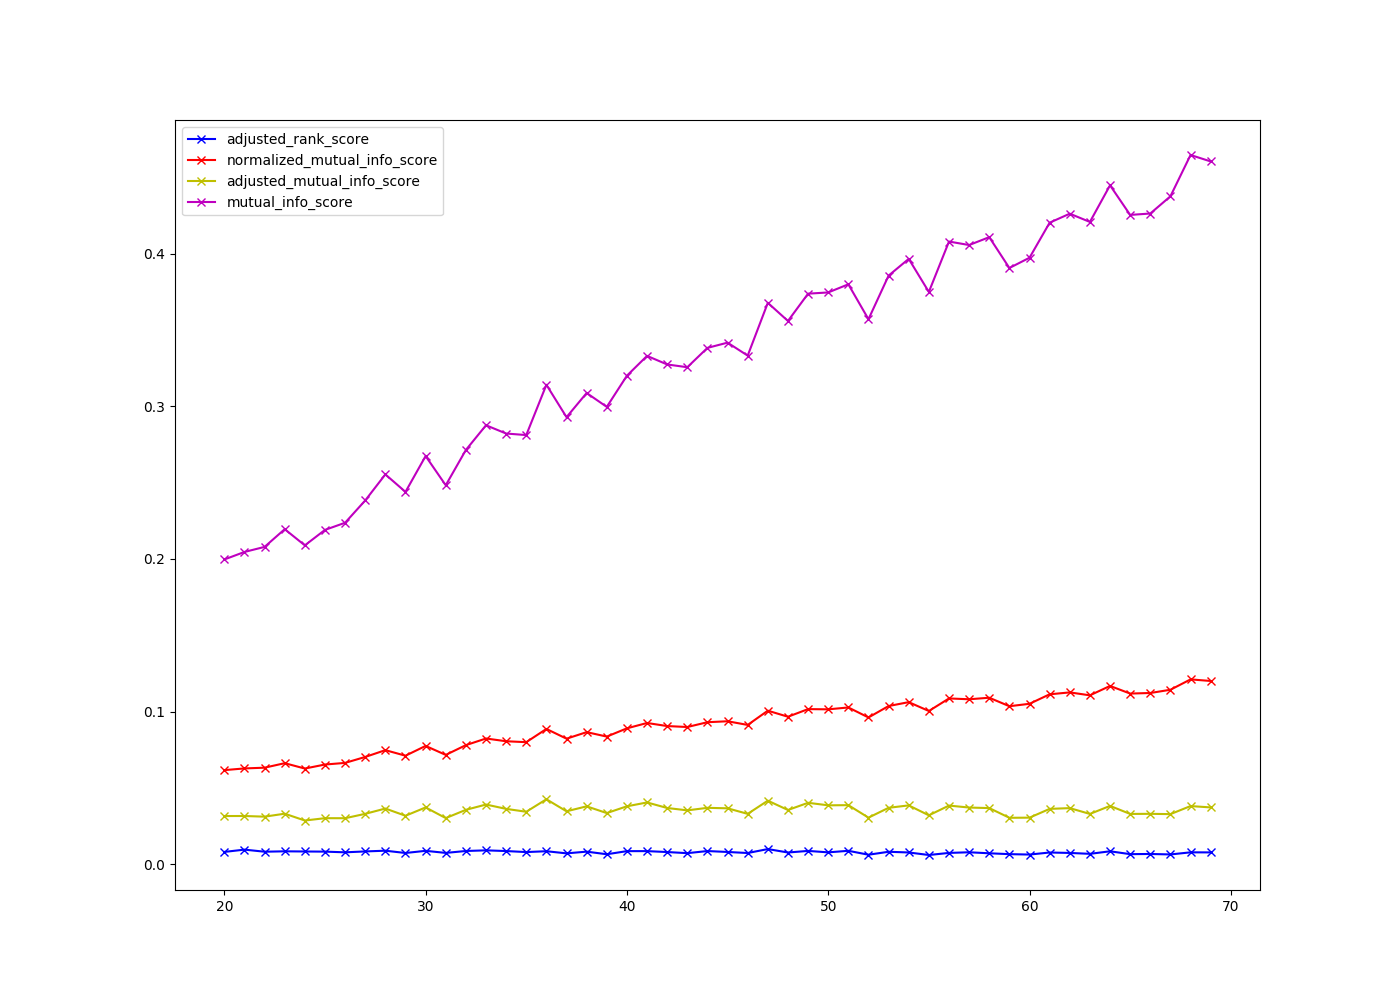 adjusted_rank_score
normalized_mutual_info_score
adjusted_mutual_info_score
mutual_info_score
0.4
0.3
0.2
0.1
0.0
20 30 40 50 60 70